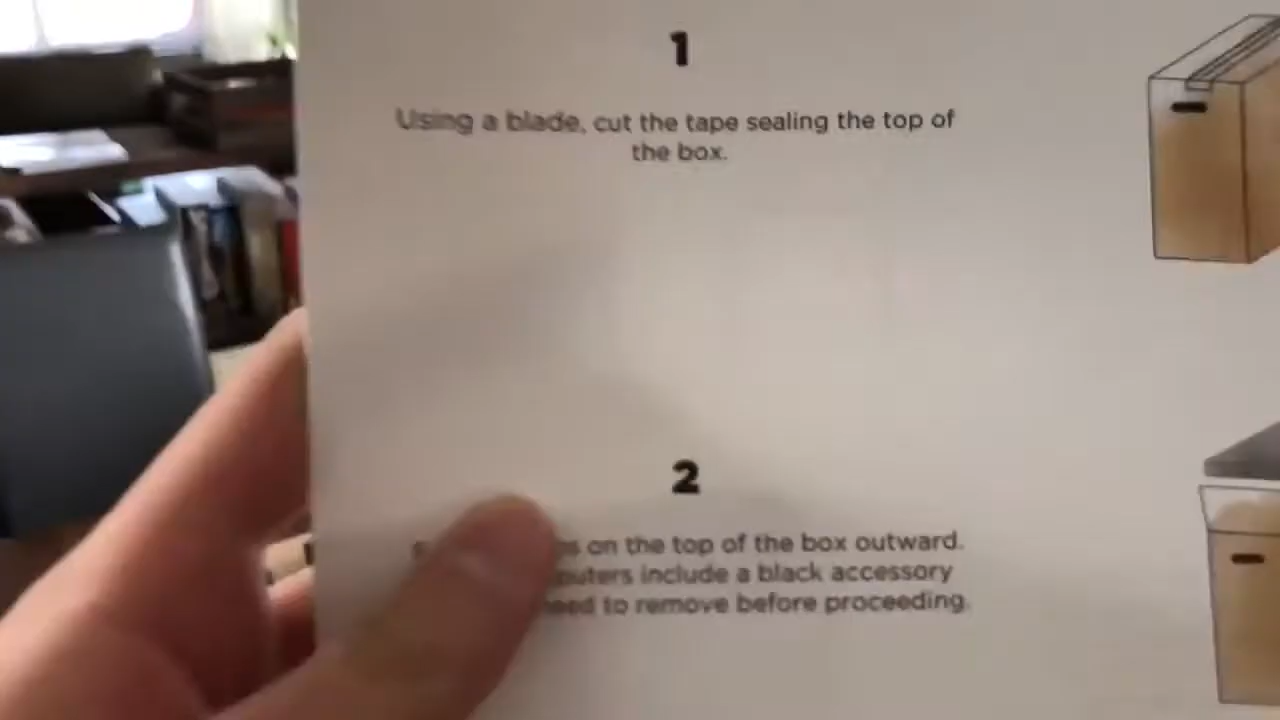 1
Using a blade, cut the tape sealing the top of
the box.
2
on the top of the box outward.
include a black accessory
to remove before proceeding.